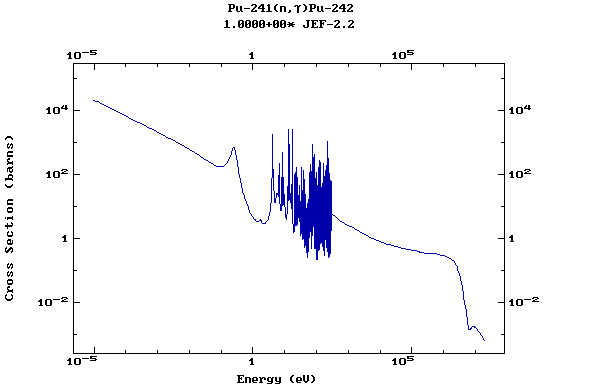 Pu-241(n,γ)Pu-242
1.0000+00* JEF-2.2
10-5 1 105
104 104
102 102
1 1
10-2 10-2
10-5 1 105
Cross Section (barns)
Energy (eV)